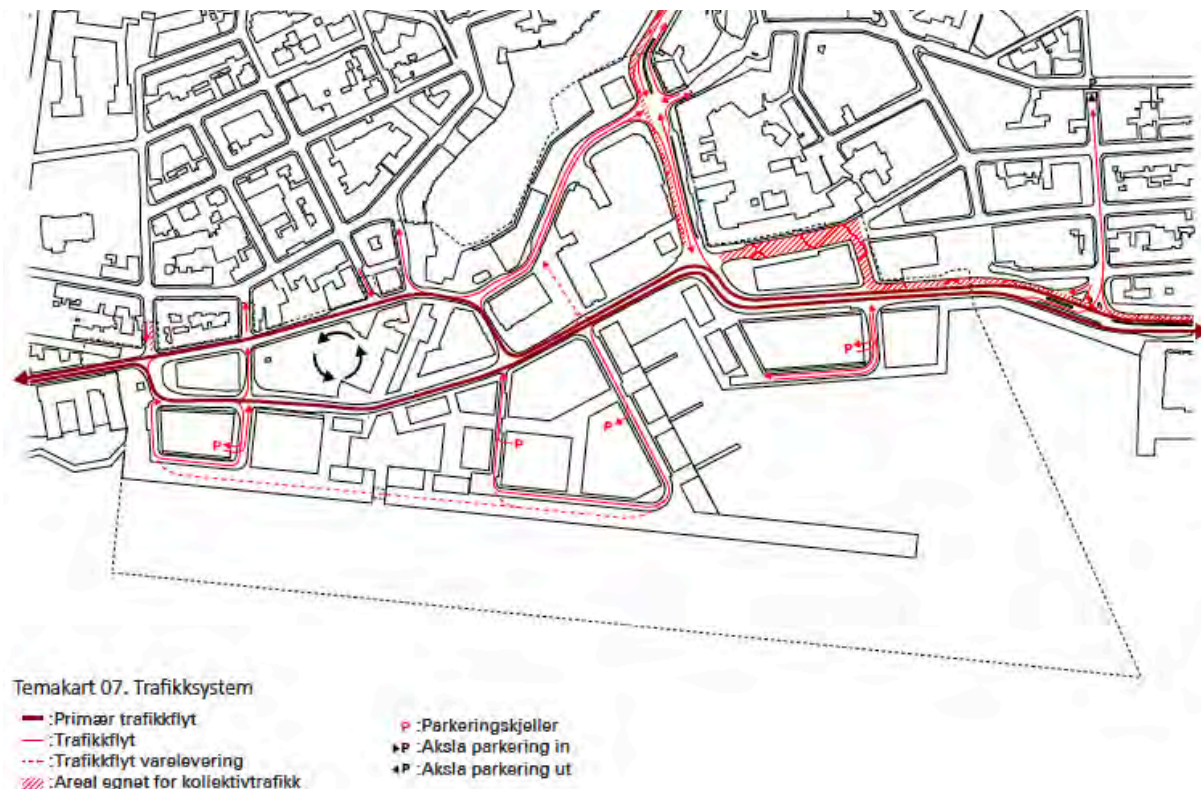 P
P
P
P
Temakart 07. Trafikksystem
:Primær trafikkflyt
:Trafikkflyt
:Trafikkflyt varelevering
:Areal egnet for kollektivtrafikk
P :Parkeringskjeller
▸P :Aksla parkering in
◂P :Aksla parkering ut